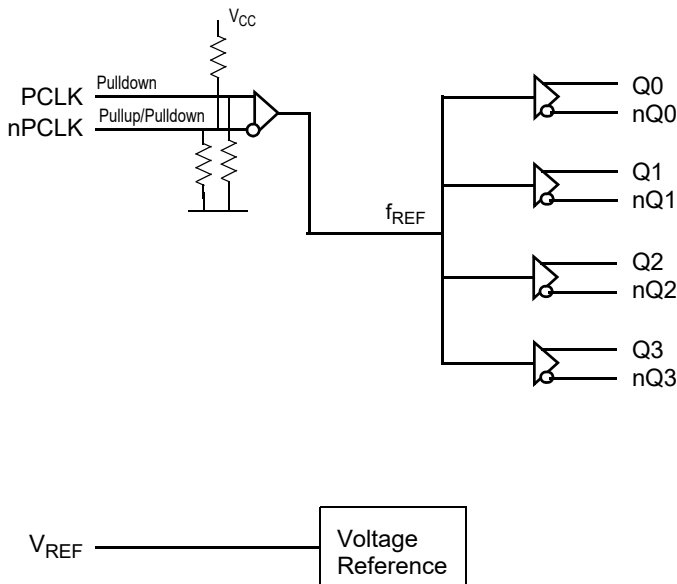 V_CC
PCLK Pulldown
nPCLK Pullup/Pulldown
f_REF
Q0
nQ0
Q1
nQ1
Q2
nQ2
Q3
nQ3
V_REF
Voltage
Reference